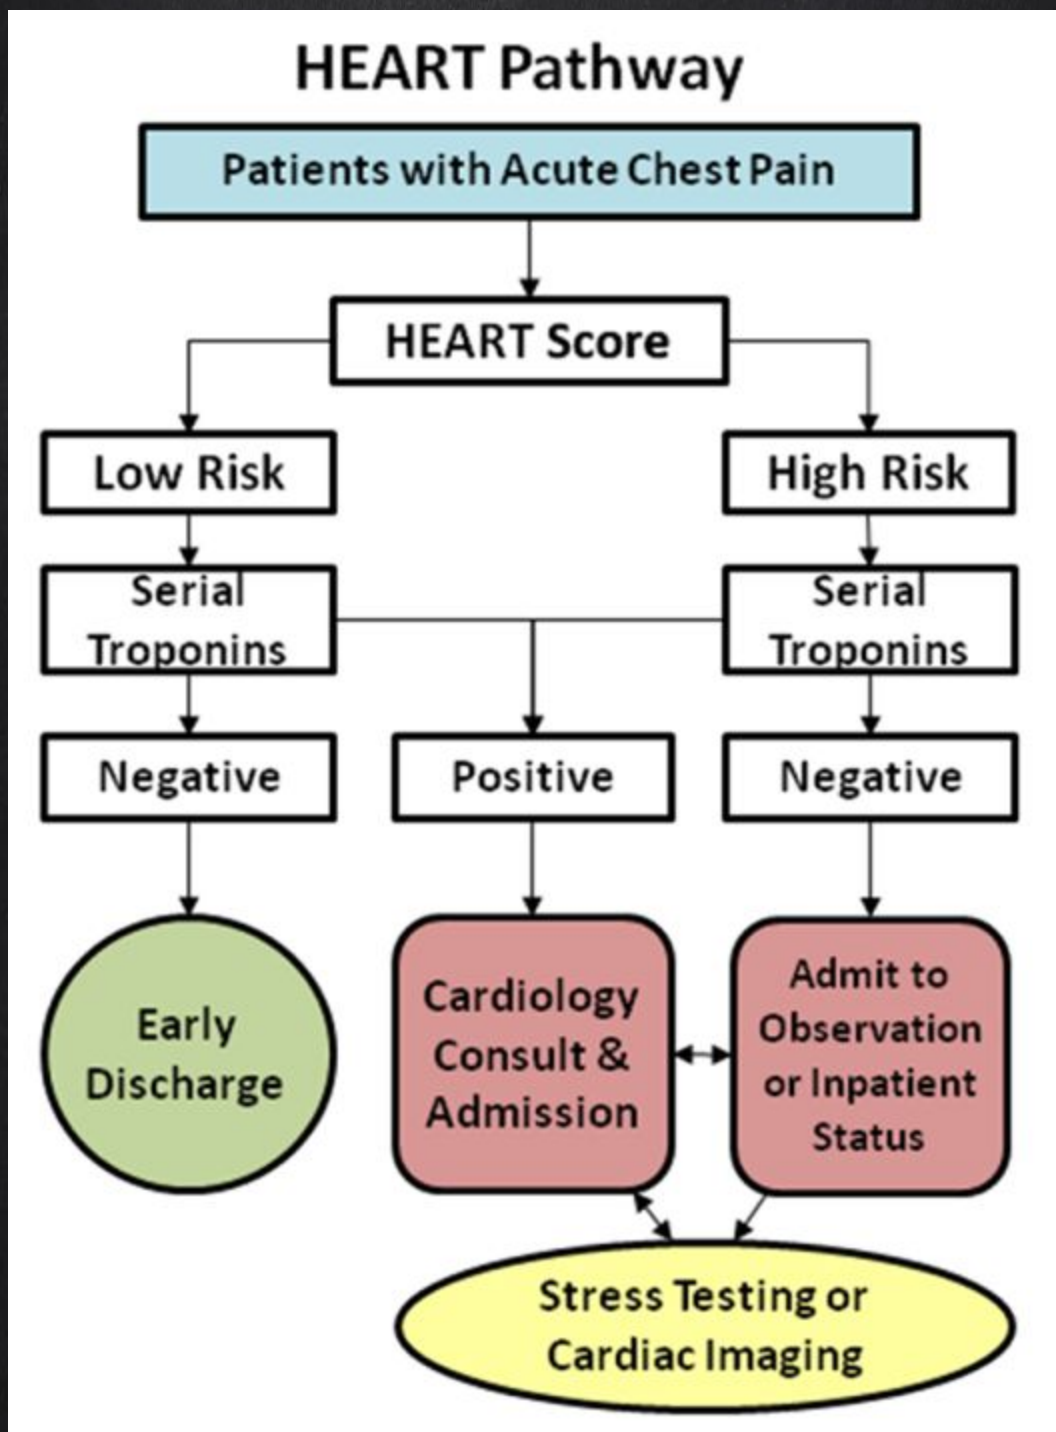 HEART Pathway
Patients with Acute Chest Pain
HEART Score
Low Risk
High Risk
Serial
Troponins
Serial
Troponins
Negative
Positive
Negative
Early
Discharge
Cardiology
Consult &
Admission
Admit to
Observation
or Inpatient
Status
Stress Testing or
Cardiac Imaging